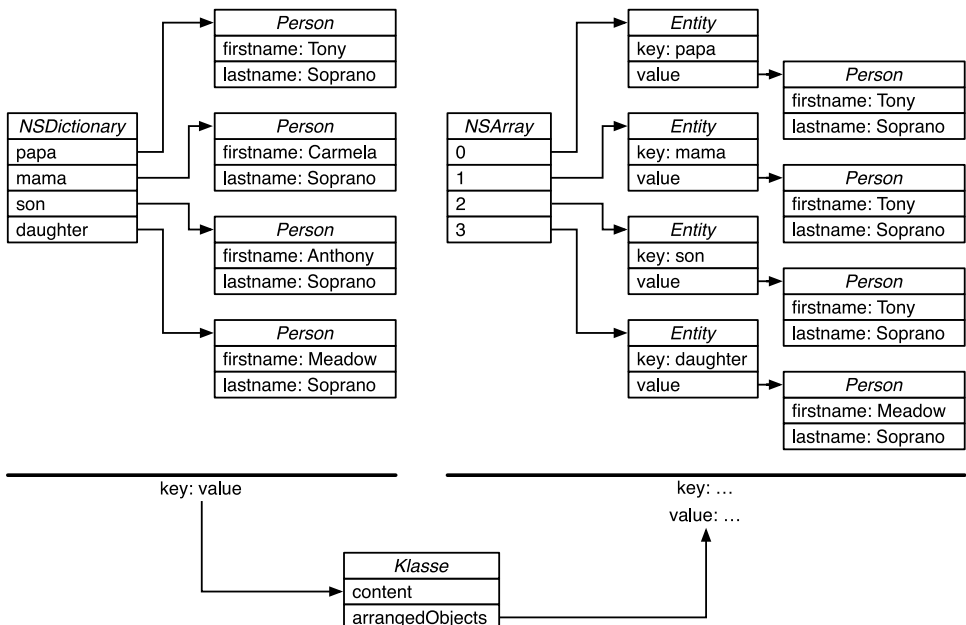 Person
firstname: Tony
lastname: Soprano
NSDictionary
papa
mama
son
daughter
Person
firstname: Carmela
lastname: Soprano
Person
firstname: Anthony
lastname: Soprano
Person
firstname: Meadow
lastname: Soprano
Entity
key: papa
value
Person
firstname: Tony
lastname: Soprano
NSArray
0
1
2
3
Entity
key: mama
value
Person
firstname: Tony
lastname: Soprano
Entity
key: son
value
Person
firstname: Tony
lastname: Soprano
Entity
key: daughter
value
Person
firstname: Meadow
lastname: Soprano
key: value
key: …
value: …
Klasse
content
arrangedObjects